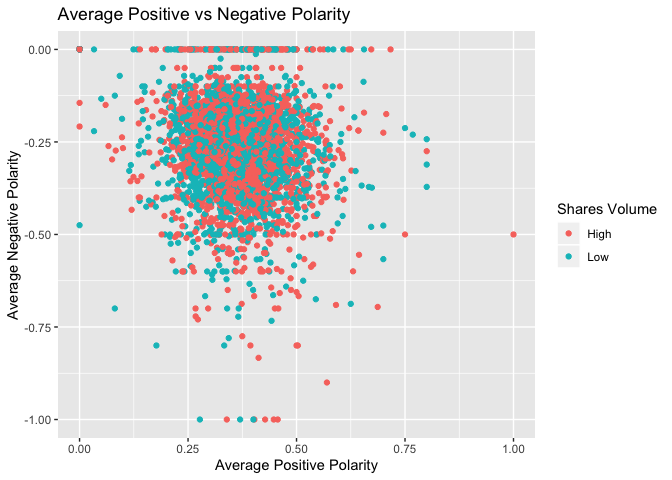 Average Positive vs Negative Polarity
Average Negative Polarity
0.00
-0.25
-0.50
-0.75
-1.00
0.00 0.25 0.50 0.75 1.00
Average Positive Polarity
Shares Volume
High
Low